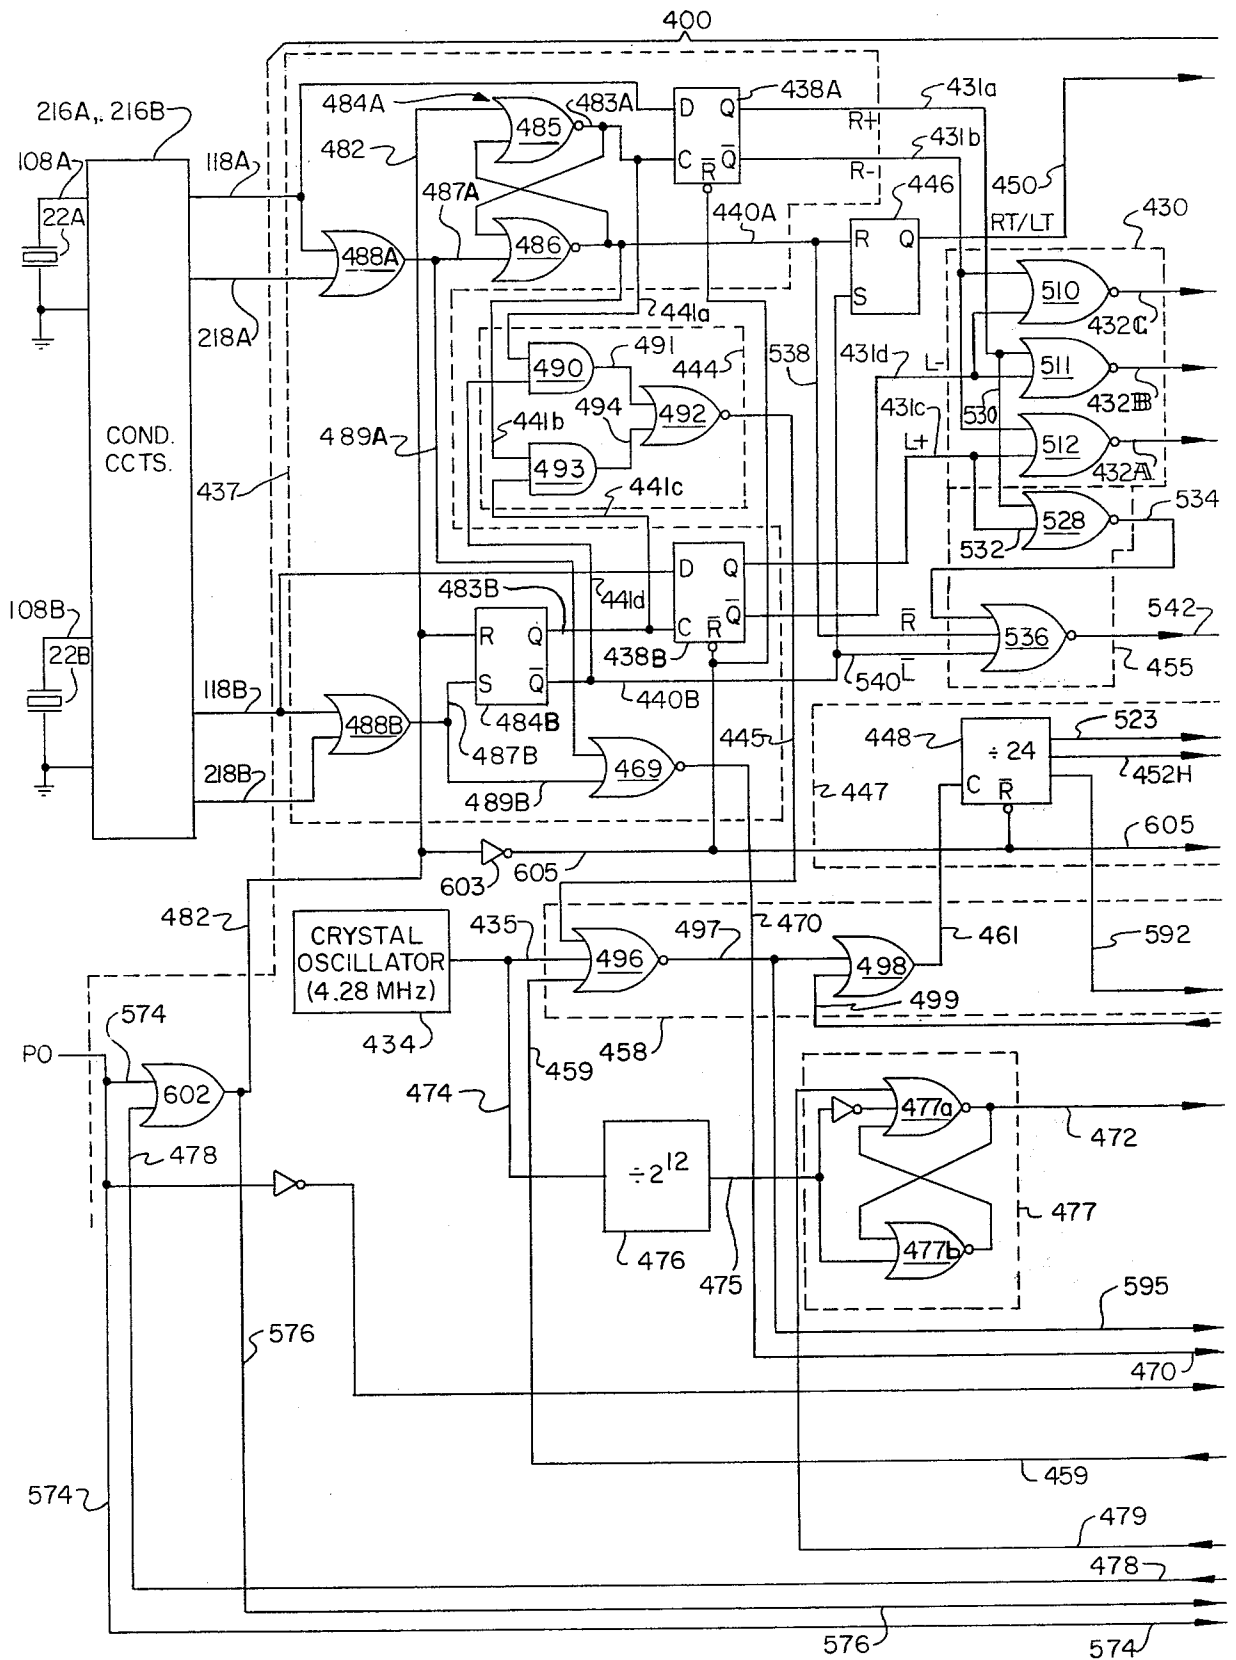 400
216A,. 216B
484A
485
483A
D
Q
438A
431a
R+
431b
108A
118A
482
C
R̅
Q̅
R-
450
22A
487A
446
440A
RT/LT
430
488A
486
R
Q
S
510
432C
218A
441a
538
431d
L-
511
432B
490
491
444
530
431c
L+
494
492
489A
441b
512
432A
493
COND.
CCTS.
437
441c
534
528
532
D
Q
108B
483B
441d
C
R̅
Q̅
22B
R
Q
438B
R̅
536
542
S
Q̅
484B
440B
540
L̅
455
118B
488B
487B
445
448
÷ 24
523
452H
218B
489B
469
C
R̅
447
605
603
605
482
435
497
470
461
592
CRYSTAL
OSCILLATOR
(4.28 MHz)
496
498
499
434
459
458
574
PO
602
474
477a
472
478
÷2¹²
477
476
475
477b
595
576
470
574
459
479
478
576
574